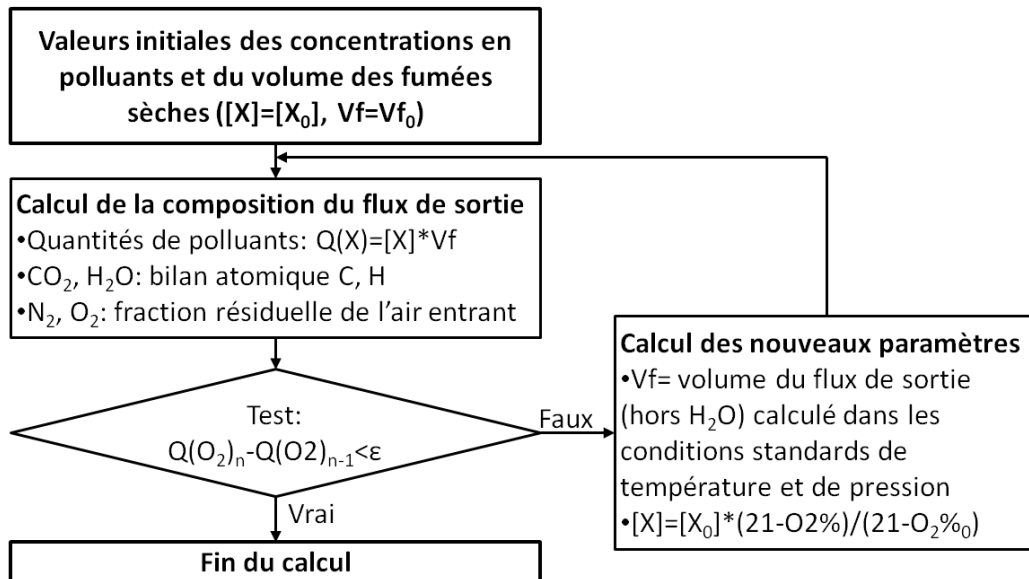 Valeurs initiales des concentrations en
polluants et du volume des fumées
sèches ([X]=[X₀], Vf=Vf₀)
Calcul de la composition du flux de sortie
•Quantités de polluants: Q(X)=[X]*Vf
•CO₂, H₂O: bilan atomique C, H
•N₂, O₂: fraction résiduelle de l’air entrant
Test:
Q(O₂)ₙ-Q(O2)ₙ₋₁<ε
Faux
Calcul des nouveaux paramètres
•Vf= volume du flux de sortie
(hors H₂O) calculé dans les
conditions standards de
température et de pression
•[X]=[X₀]*(21-O2%)/(21-O₂%₀)
Vrai
Fin du calcul